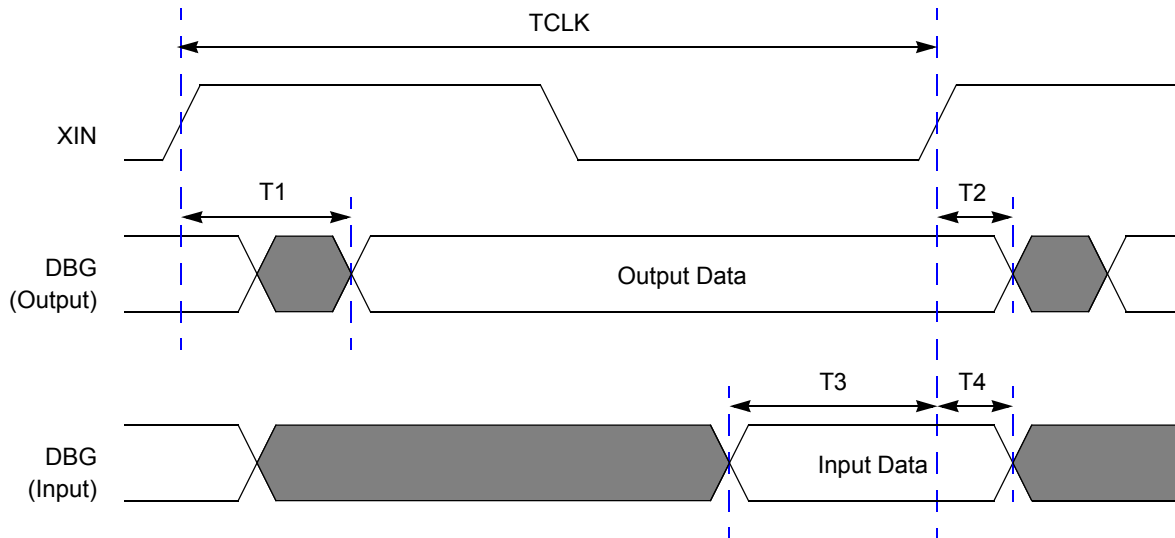 TCLK
XIN
T1
T2
DBG
(Output)
Output Data
T3
T4
DBG
(Input)
Input Data